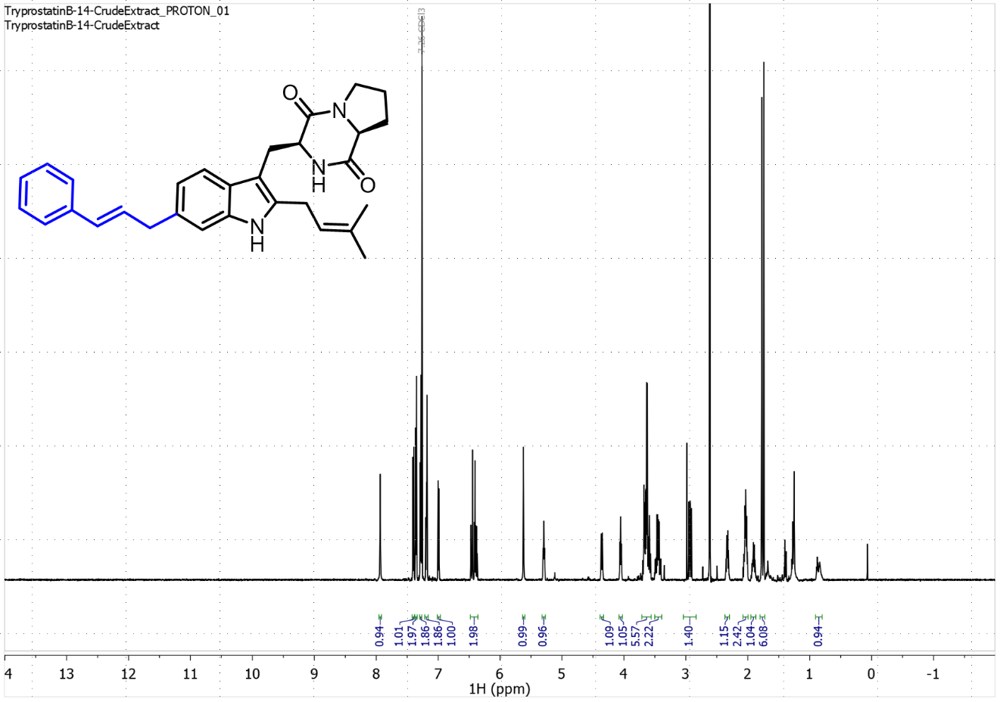 TryprostatinB-14-CrudeExtract_PROTON_01
TryprostatinB-14-CrudeExtract
7.26 CDCl3
O
N
N
H
O
N
H
0.94
1.01
1.97
1.86
1.86
1.00
1.98
0.99
0.96
1.09
1.05
5.57
2.22
1.40
1.15
2.42
1.04
6.08
0.94
4 13 12 11 10 9 8 7 6 5 4 3 2 1 0 -1
1H (ppm)